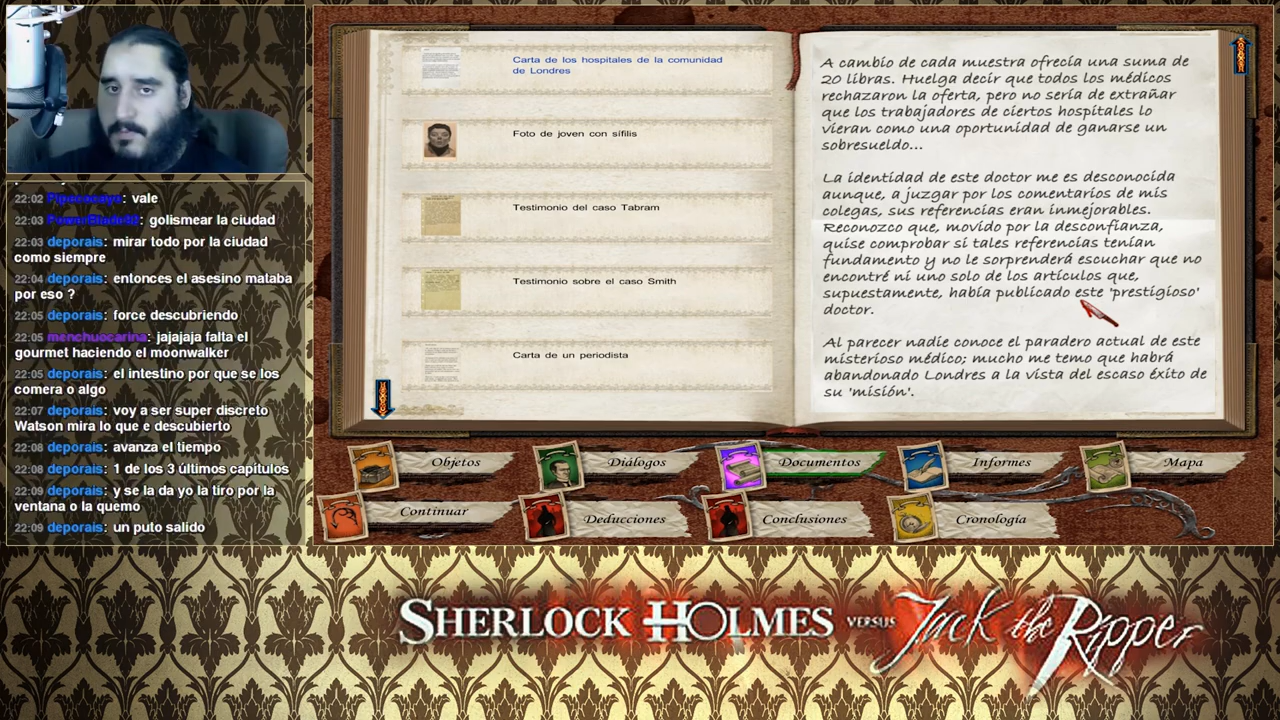 22:02 Pipecocayo: vale
22:03 : golismear la ciudad
22:03 deporais: mirar todo por la ciudad
como siempre
22:04 deporais: entonces el asesino mataba
por eso ?
22:05 deporais: force descubriendo
22:05 menchuocarina: jajajaja falta el
gourmet haciendo el moonwalker
22:05 deporais: el intestino por que se los
comera o algo
22:07 deporais: voy a ser super discreto
Watson mira lo que e descubierto
22:08 deporais: avanza el tiempo
22:08 deporais: 1 de los 3 últimos capítulos
22:09 deporais: y se la da yo la tiro por la
ventana o la quemo
22:09 deporais: un puto salido
Carta de los hospitales de la comunidad
de Londres
Foto de joven con sífilis
Testimonio del caso Tabram
Testimonio sobre el caso Smith
Carta de un periodista
A cambio de cada muestra ofrecía una suma de
20 libras. Huelga decir que todos los médicos
rechazaron la oferta, pero no sería de extrañar
que los trabajadores de ciertos hospitales lo
vieran como una oportunidad de ganarse un
sobresueldo...
La identidad de este doctor me es desconocida
aunque, a juzgar por los comentarios de mis
colegas, sus referencias eran inmejorables.
Reconozco que, movido por la desconfianza,
quise comprobar si tales referencias tenían
fundamento y no le sorprenderá escuchar que no
encontré ni uno solo de los artículos que,
supuestamente, había publicado este 'prestigioso'
doctor.
Al parecer nadie conoce el paradero actual de este
misterioso médico; mucho me temo que habrá
abandonado Londres a la vista del escaso éxito de
su 'misión'.
Objetos
Diálogos
Documentos
Informes
Mapa
Continuar
Deducciones
Conclusiones
Cronología
SHERLOCK HOLMES VERSUS Jack the Ripper